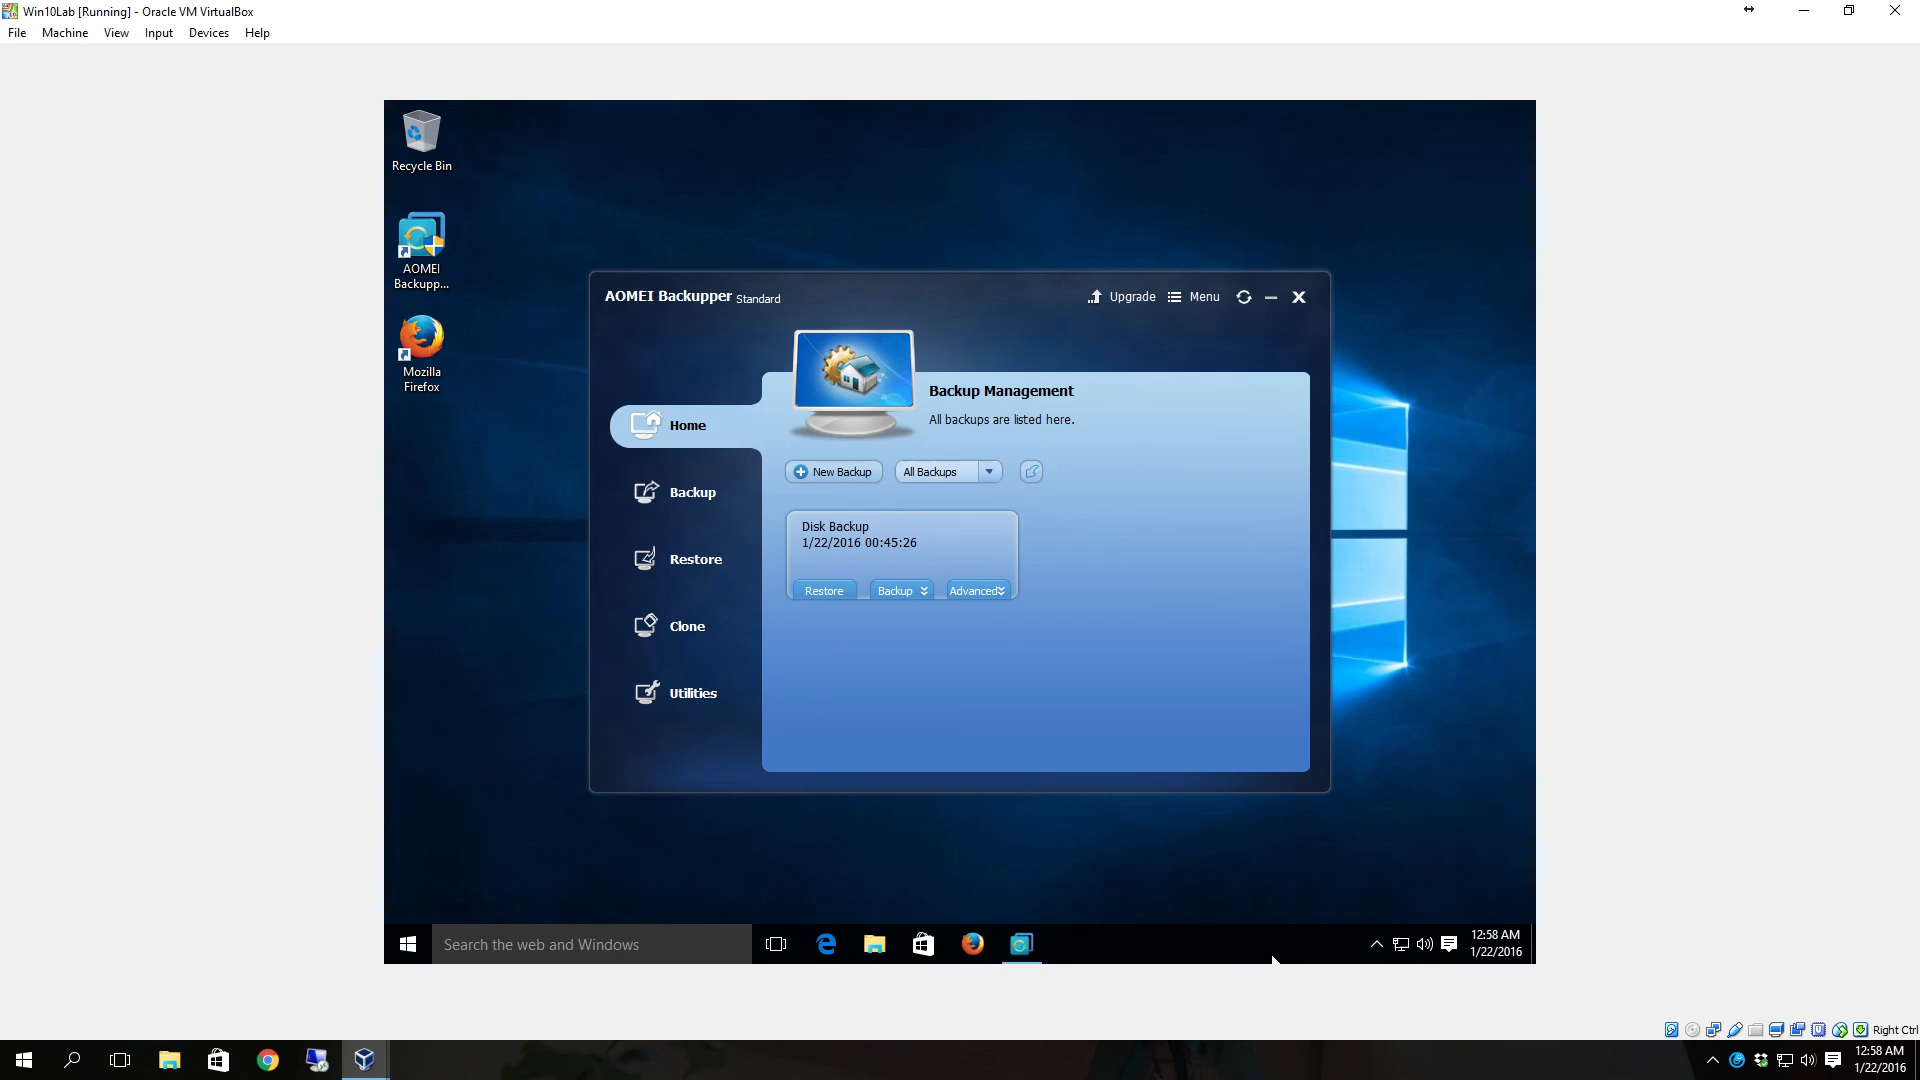 Win10Lab [Running] - Oracle VM VirtualBox
File Machine View Input Devices Help
Recycle Bin
AOMEI
Backupp...
Mozilla
Firefox
AOMEI Backupper Standard
Upgrade Menu
Backup Management
All backups are listed here.
Home
Backup
Restore
Clone
Utilities
New Backup All Backups
Disk Backup
1/22/2016 00:45:26
Restore Backup Advanced
Search the web and Windows
12:58 AM
1/22/2016
Right Ctrl
12:58 AM
1/22/2016